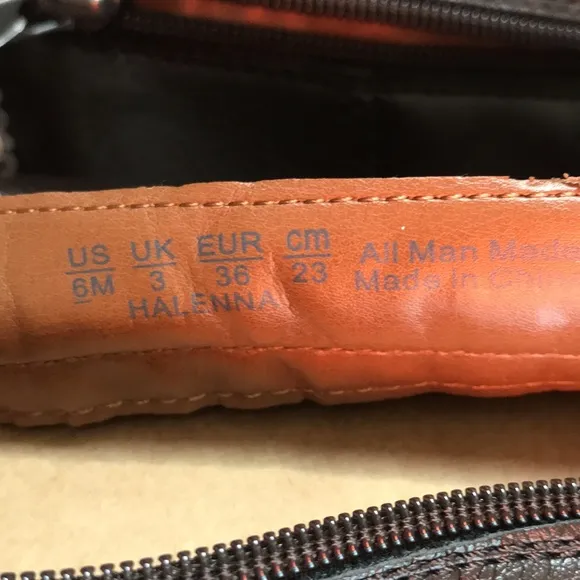 US UK EUR cm All Man Made
6M 3 36 23 Made in China
HALENNA